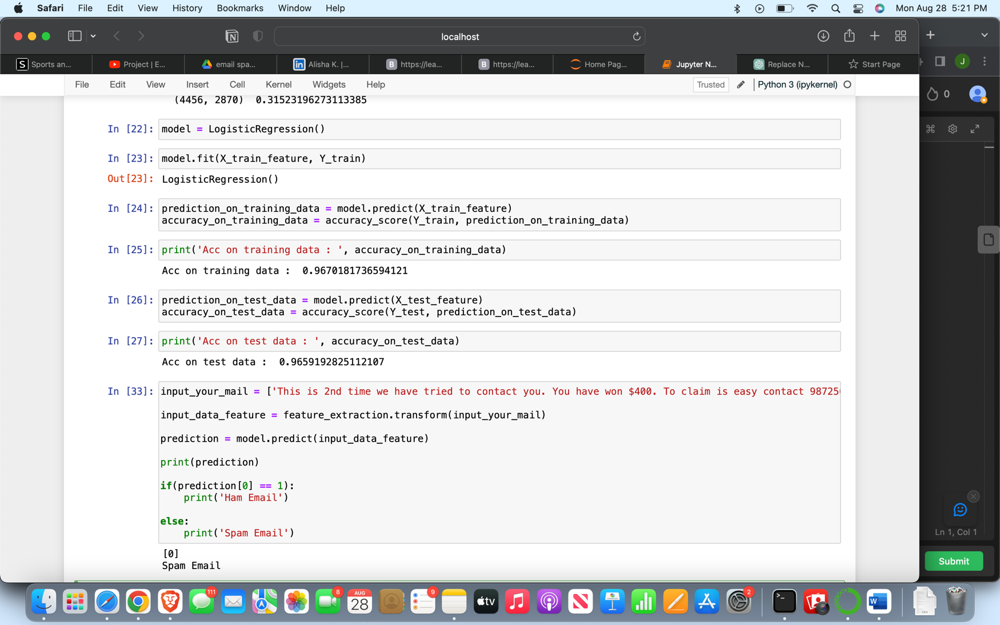 Safari File Edit View History Bookmarks Window Help Mon Aug 28 5:21 PM
localhost
S Sports an... Project | E... email spa... in Alisha K. |... B https://lea... B https://lea... Home Pag... Jupyter N... Replace N... Start Page J
File Edit View Insert Cell Kernel Widgets Help Trusted Python 3 (ipykernel)
0
(4456, 2870) 0.31523196273113385
In [22]: model = LogisticRegression()
In [23]: model.fit(X_train_feature, Y_train)
Out[23]: LogisticRegression()
In [24]: prediction_on_training_data = model.predict(X_train_feature)
accuracy_on_training_data = accuracy_score(Y_train, prediction_on_training_data)
In [25]: print('Acc on training data : ', accuracy_on_training_data)
Acc on training data :  0.9670181736594121
In [26]: prediction_on_test_data = model.predict(X_test_feature)
accuracy_on_test_data = accuracy_score(Y_test, prediction_on_test_data)
In [27]: print('Acc on test data : ', accuracy_on_test_data)
Acc on test data :  0.9659192825112107
In [33]: input_your_mail = ['This is 2nd time we have tried to contact you. You have won $400. To claim is easy contact 98725
input_data_feature = feature_extraction.transform(input_your_mail)
prediction = model.predict(input_data_feature)
print(prediction)
if(prediction[0] == 1):
    print('Ham Email')
else:
    print('Spam Email')
[0]
Spam Email
Ln 1, Col 1
Submit
111 8 AUG 28 9 tv 2 >_ W CSV